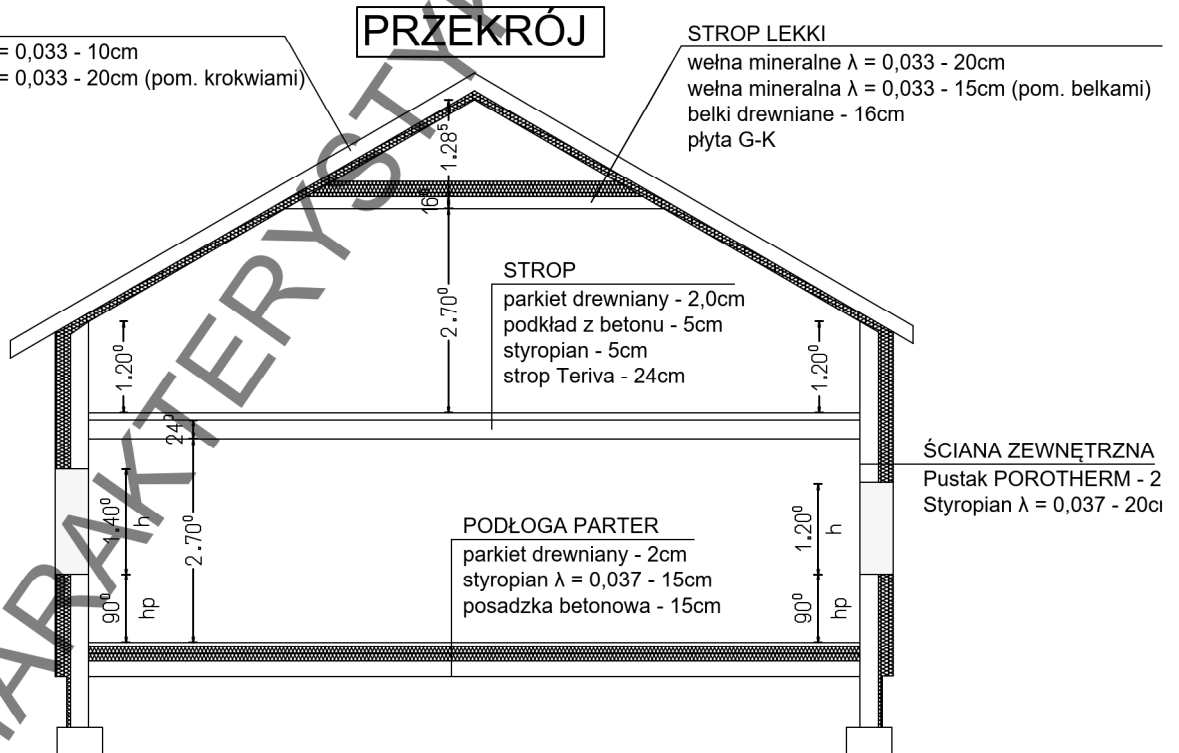 PRZEKRÓJ
= 0,033 - 10cm
= 0,033 - 20cm (pom. krokwiami)
STROP LEKKI
wełna mineralne λ = 0,033 - 20cm
wełna mineralna λ = 0,033 - 15cm (pom. belkami)
belki drewniane - 16cm
płyta G-K
1.28⁵
16⁰
2.70⁰
STROP
parkiet drewniany - 2,0cm
podkład z betonu - 5cm
styropian - 5cm
strop Teriva - 24cm
1.20⁰
1.20⁰
24⁰
ŚCIANA ZEWNĘTRZNA
Pustak POROTHERM - 2
Styropian λ = 0,037 - 20c
1.40⁰
h
2.70⁰
1.20⁰
h
PODŁOGA PARTER
parkiet drewniany - 2cm
styropian λ = 0,037 - 15cm
posadzka betonowa - 15cm
90⁰
hp
90⁰
hp
ARAKTERYSTYK